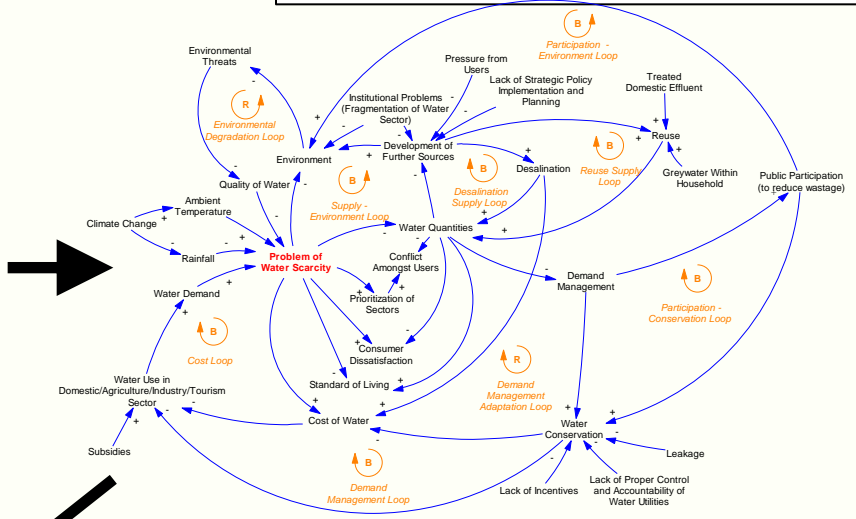 B
Participation -
Environment Loop
Environmental
Threats
Pressure from
Users
Lack of Strategic Policy
Implementation and
Planning
Treated
Domestic Effluent
-
-
-
R
Environmental
Degradation Loop
Institutional Problems
(Fragmentation of Water
Sector)
+
-
-
-
-
Environment
+
Development of
Further Sources
+
+
+
Reuse
+
B
Reuse Supply
Loop
Desalination
Greywater Within
Household
Public Participation
(to reduce wastage)
+
-
Quality of Water
-
B
Supply -
Environment Loop
-
B
Desalination
Supply Loop
Ambient
Temperature
Climate Change
+
-
-
+
-
+
Rainfall
Problem of
Water Scarcity
-
Water Quantities
+
+
-
Conflict
Amongst Users
+
+
Prioritization of
Sectors
Water Demand
+
+
-
Demand
Management
B
Participation -
Conservation Loop
B
Cost Loop
+
-
Consumer
Dissatisfaction
-
Standard of Living
+
R
Demand
Management
Adaptation Loop
Water Use in
Domestic/Agriculture/Industry/Tourism
Sector
-
-
+
Subsidies
+
Cost of Water
+
-
+
+
Water
Conservation
-
-
-
-
Leakage
B
Demand
Management Loop
Lack of Incentives
Lack of Proper Control
and Accountability of
Water Utilities